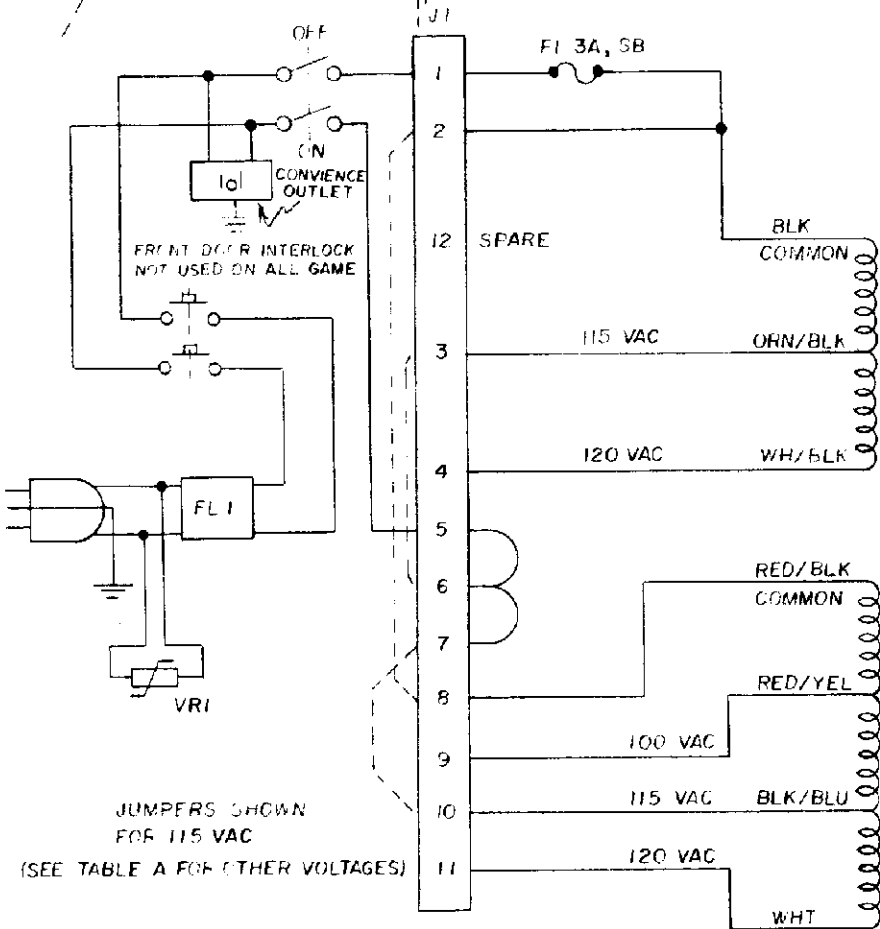 J1
OFF
F1 3A, SB
1
2
ON
CONVIENCE
OUTLET
12 SPARE
BLK
COMMON
FRONT DOOR INTERLOCK
NOT USED ON ALL GAME
3
115 VAC
ORN/BLK
4
120 VAC
WH/BLK
FL1
5
6
RED/BLK
COMMON
7
8
VR1
RED/YEL
9
100 VAC
10
115 VAC
BLK/BLU
JUMPERS SHOWN
FOR 115 VAC
(SEE TABLE A FOR OTHER VOLTAGES)
11
120 VAC
WHT